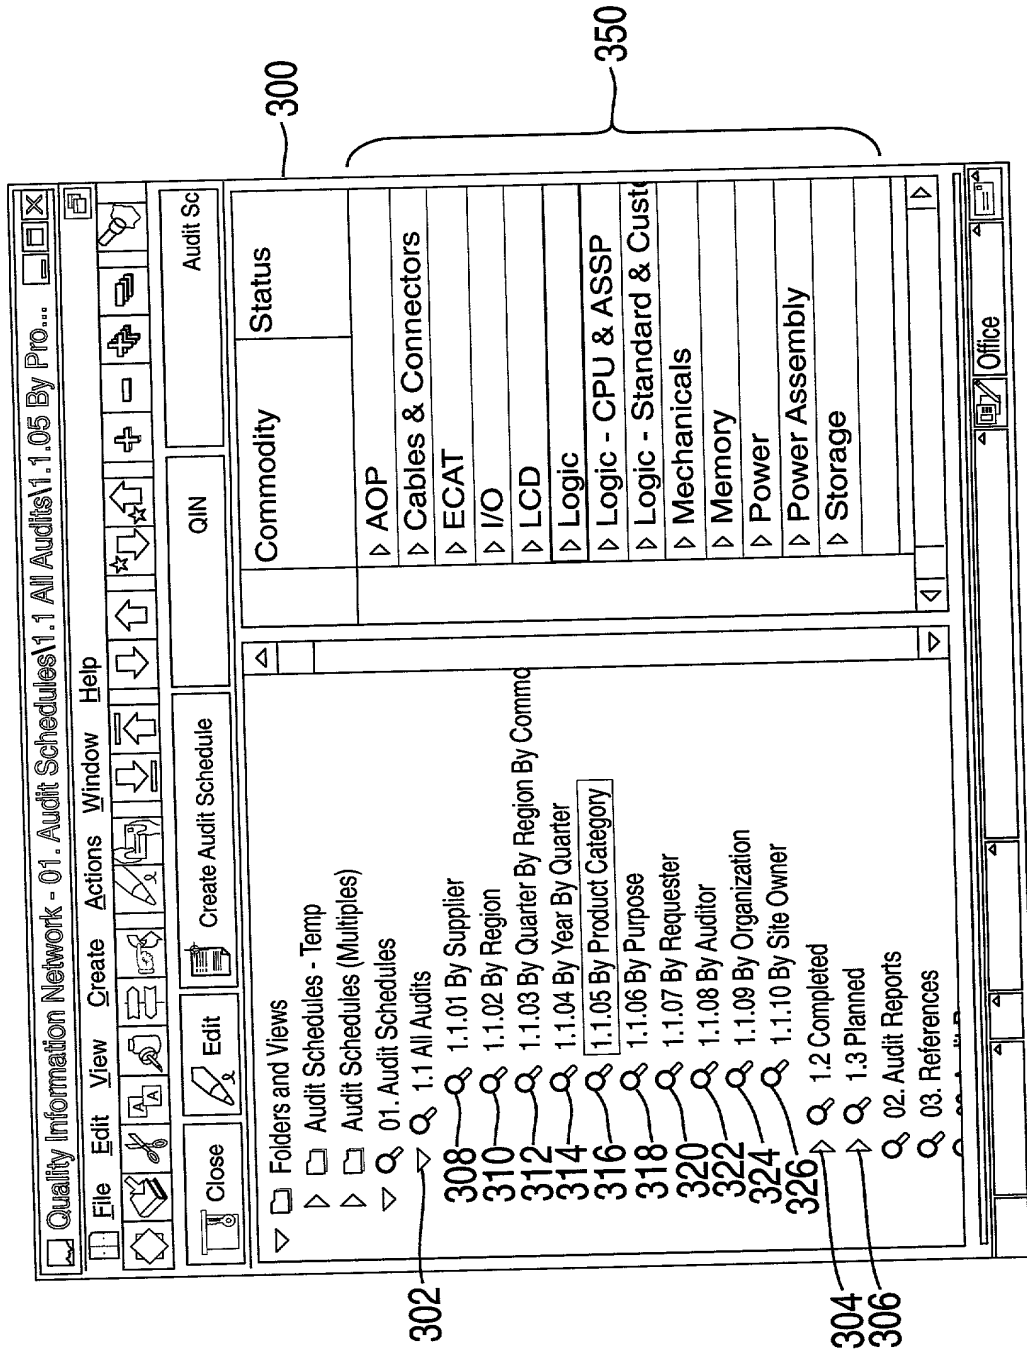 Quality Information Network - 01. Audit Schedules\1.1 All Audits\1.1.05 By Pro...
File Edit View Create Actions Window Help
Close Edit Create Audit Schedule QIN Audit Sc
Folders and Views
Audit Schedules - Temp
Audit Schedules (Multiples)
01. Audit Schedules
1.1 All Audits
1.1.01 By Supplier
1.1.02 By Region
1.1.03 By Quarter By Region By Commo
1.1.04 By Year By Quarter
1.1.05 By Product Category
1.1.06 By Purpose
1.1.07 By Requester
1.1.08 By Auditor
1.1.09 By Organization
1.1.10 By Site Owner
1.2 Completed
1.3 Planned
02. Audit Reports
03. References
Commodity Status
AOP
Cables & Connectors
ECAT
I/O
LCD
Logic
Logic - CPU & ASSP
Logic - Standard & Custo
Mechanicals
Memory
Power
Power Assembly
Storage
Office
300
350
302
308
310
312
314
316
318
320
322
324
326
304
306